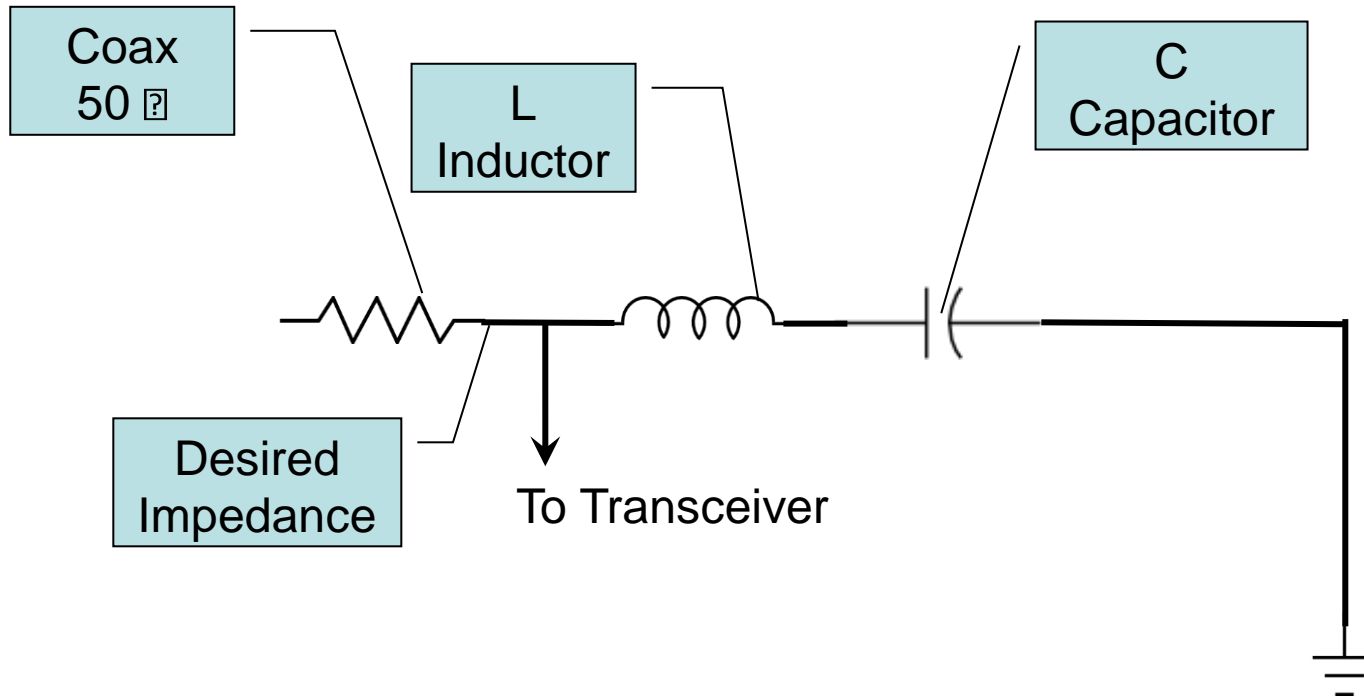 Coax
50 �
L
Inductor
C
Capacitor
Desired
Impedance
To Transceiver